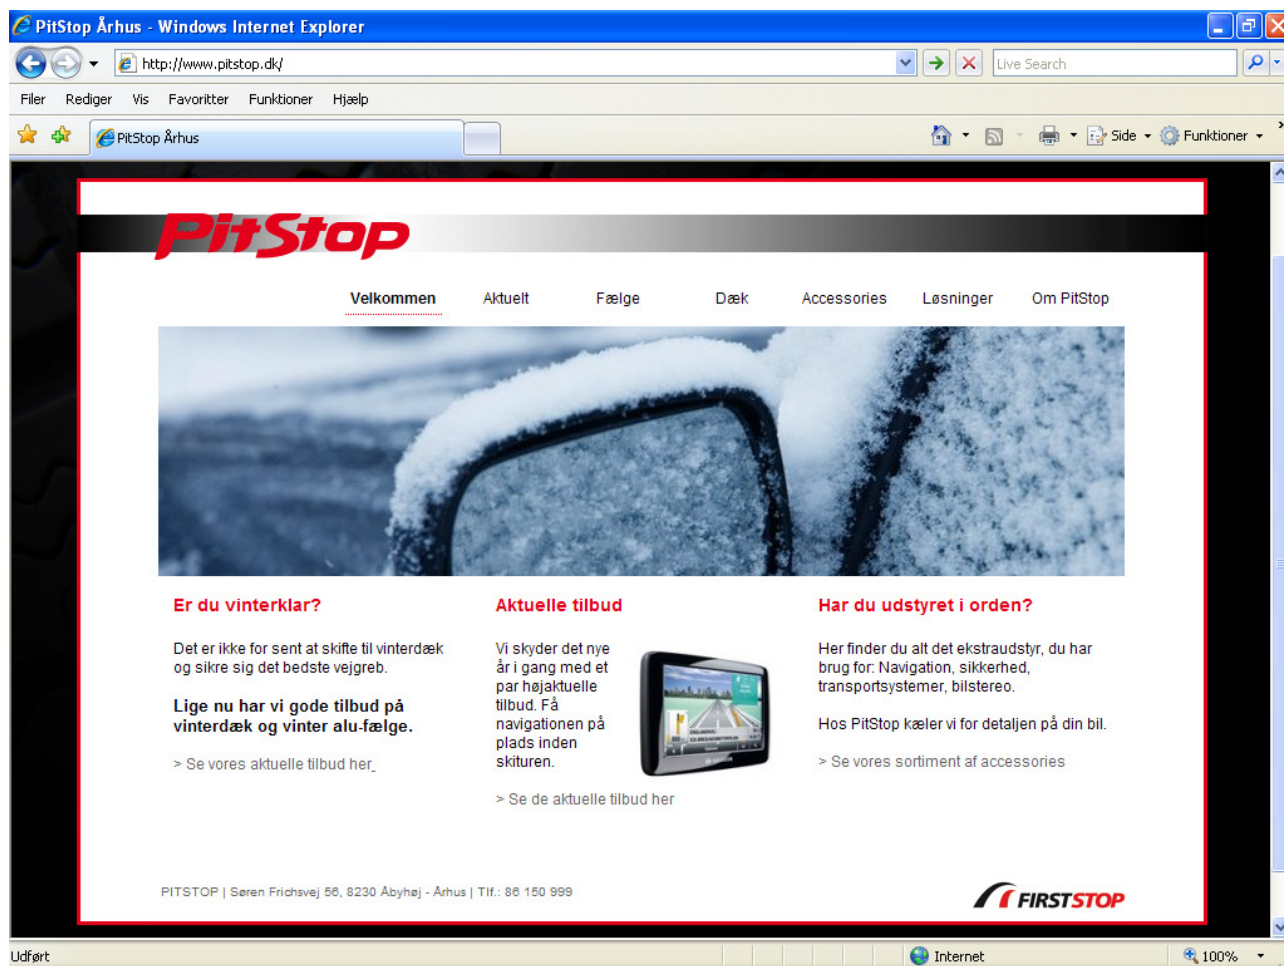 PitStop Århus - Windows Internet Explorer
http://www.pitstop.dk/
Live Search
Filer Rediger Vis Favoritter Funktioner Hjælp
PitStop Århus
Side Funktioner
PitStop
Velkommen Aktuelt Fælge Dæk Accessories Løsninger Om PitStop
Er du vinterklar?
Det er ikke for sent at skifte til vinterdæk
og sikre sig det bedste vejgreb.
Lige nu har vi gode tilbud på
vinterdæk og vinter alu-fælge.
> Se vores aktuelle tilbud her
Aktuelle tilbud
Vi skyder det nye
år i gang med et
par højaktuelle
tilbud. Få
navigationen på
plads inden
skituren.
> Se de aktuelle tilbud her
Har du udstyret i orden?
Her finder du alt det ekstraudstyr, du har
brug for: Navigation, sikkerhed,
transportsystemer, bilstereo.
Hos PitStop kæler vi for detaljen på din bil.
> Se vores sortiment af accessories
PITSTOP | Søren Frichsvej 56, 8230 Åbyhøj - Århus | Tlf.: 86 150 999
FIRSTSTOP
Udført
Internet
100%